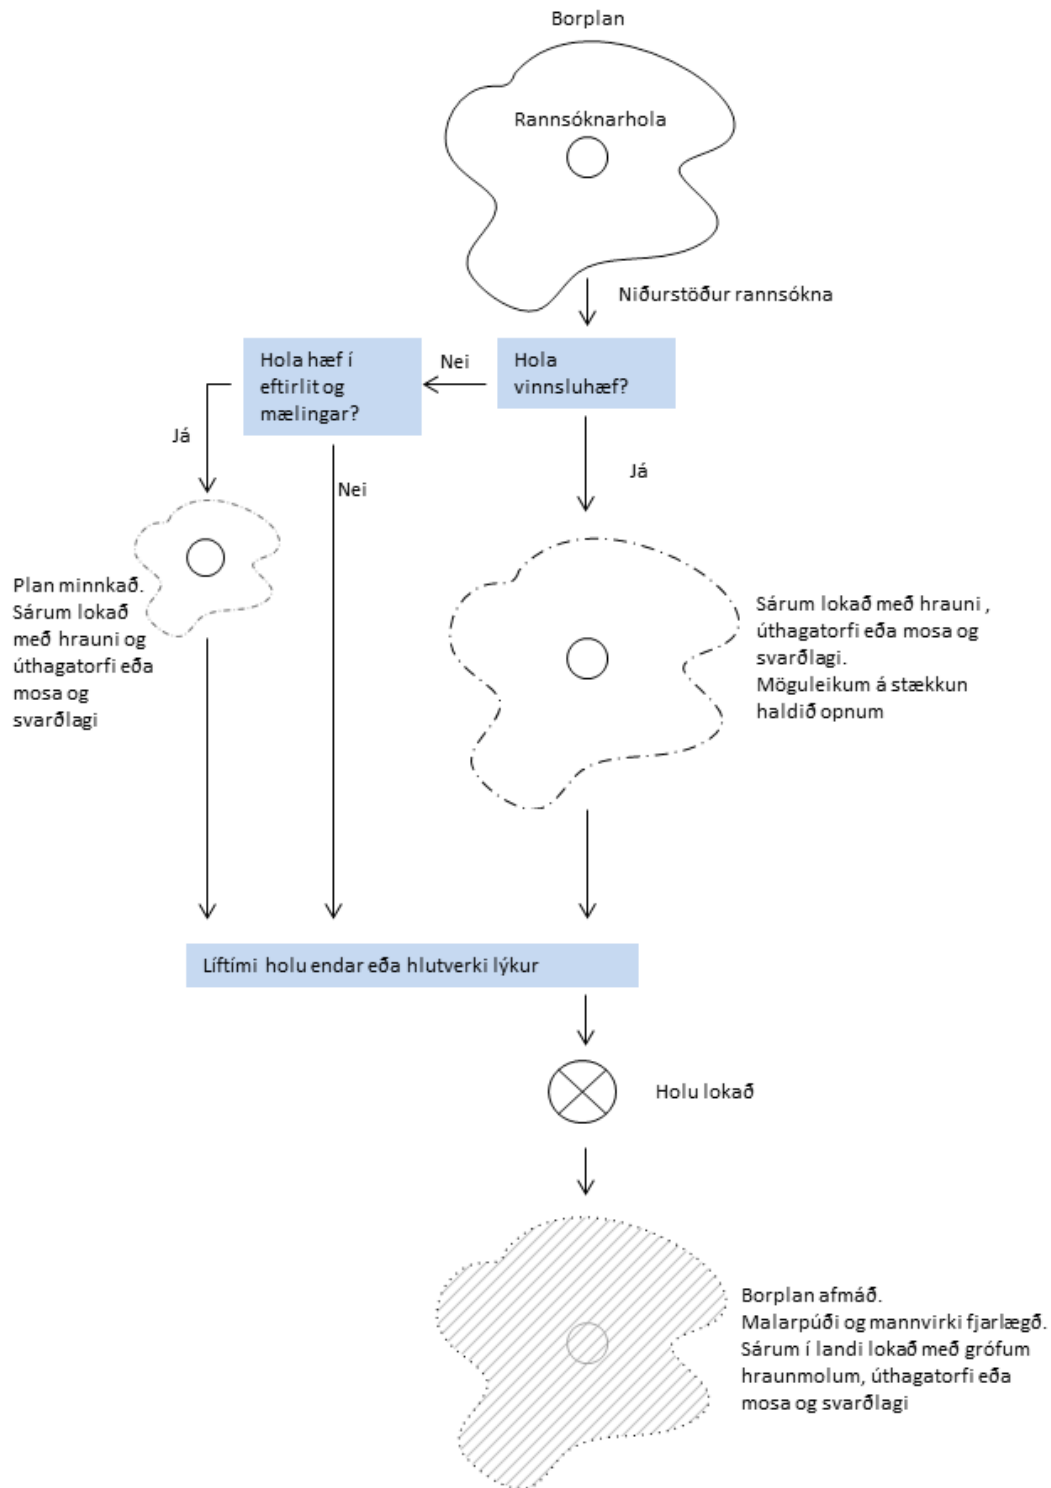 Borplan
Rannsóknarhola
Niðurstöður rannsókna
Hola
vinnsluhæf?
Nei
Hola hæf í
eftirlit og
mælingar?
Já
Nei
Já
Plan minnkað.
Sárum lokað
með hrauni og
úthagatorfi eða
mosa og
svarðlagi
Sárum lokað með hrauni ,
úthagatorfi eða mosa og
svarðlagi.
Möguleikum á stækkun
haldið opnum
Líftími holu endar eða hlutverki lýkur
Holu lokað
Borplan afmáð.
Malarpúði og mannvirki fjarlægð.
Sárum í landi lokað með grófum
hraunmolum, úthagatorfi eða
mosa og svarðlagi